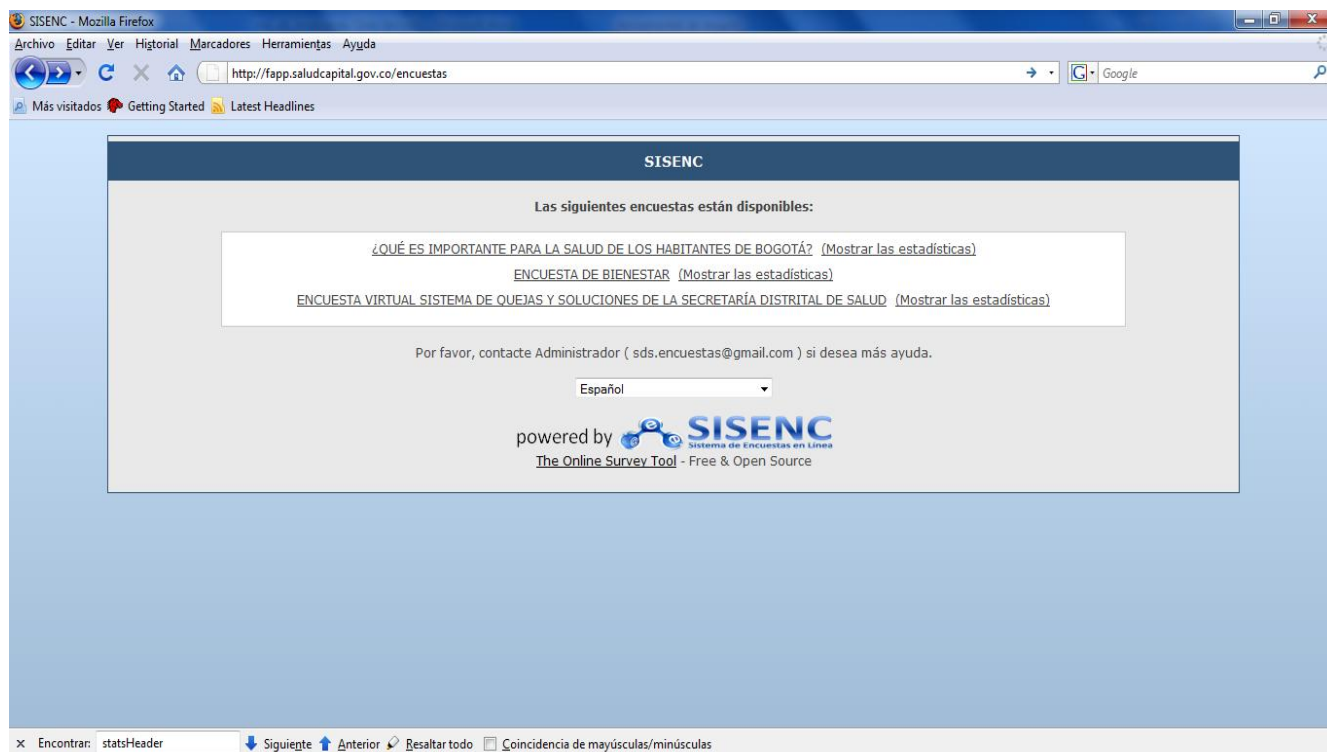 SISENC - Mozilla Firefox
Archivo Editar Ver Historial Marcadores Herramientas Ayuda
http://fapp.saludcapital.gov.co/encuestas G Google
Más visitados Getting Started Latest Headlines
SISENC
Las siguientes encuestas están disponibles:
¿QUÉ ES IMPORTANTE PARA LA SALUD DE LOS HABITANTES DE BOGOTÁ? (Mostrar las estadísticas)
ENCUESTA DE BIENESTAR (Mostrar las estadísticas)
ENCUESTA VIRTUAL SISTEMA DE QUEJAS Y SOLUCIONES DE LA SECRETARÍA DISTRITAL DE SALUD (Mostrar las estadísticas)
Por favor, contacte Administrador ( sds.encuestas@gmail.com ) si desea más ayuda.
Español
powered by SISENC
Sistema de Encuestas en Línea
The Online Survey Tool - Free & Open Source
x Encontrar: statsHeader Siguiente Anterior Resaltar todo Coincidencia de mayúsculas/minúsculas